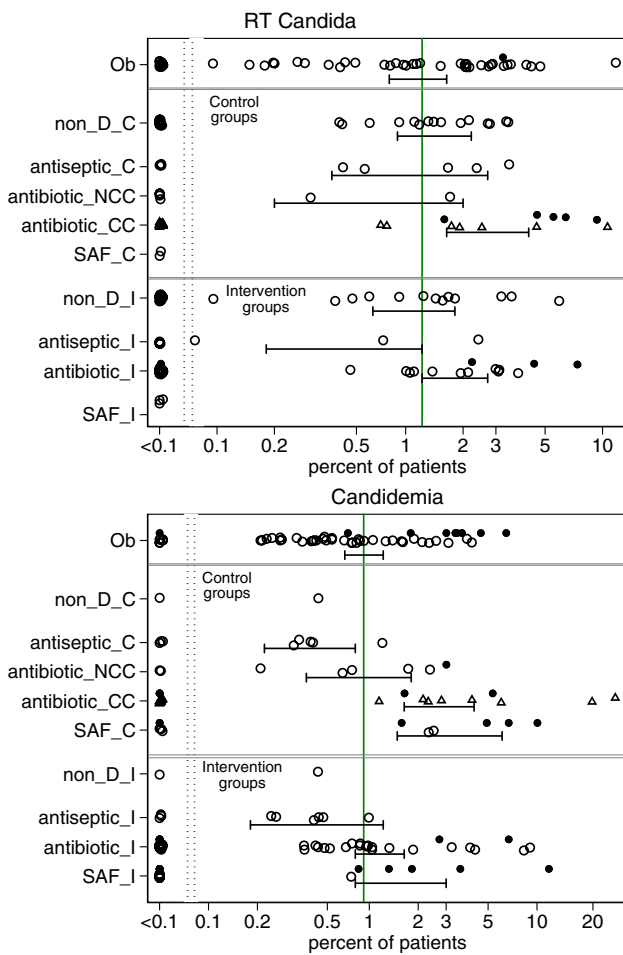 RT Candida
Ob
Control
groups
non_D_C
antiseptic_C
antibiotic_NCC
antibiotic_CC
SAF_C
Intervention
groups
non_D_I
antiseptic_I
antibiotic_I
SAF_I
<0.1 0.1 0.2 0.5 1 2 3 5 10
percent of patients
Candidemia
Ob
Control
groups
non_D_C
antiseptic_C
antibiotic_NCC
antibiotic_CC
SAF_C
Intervention
groups
non_D_I
antiseptic_I
antibiotic_I
SAF_I
<0.1 0.1 0.2 0.5 1 2 3 5 10 20
percent of patients